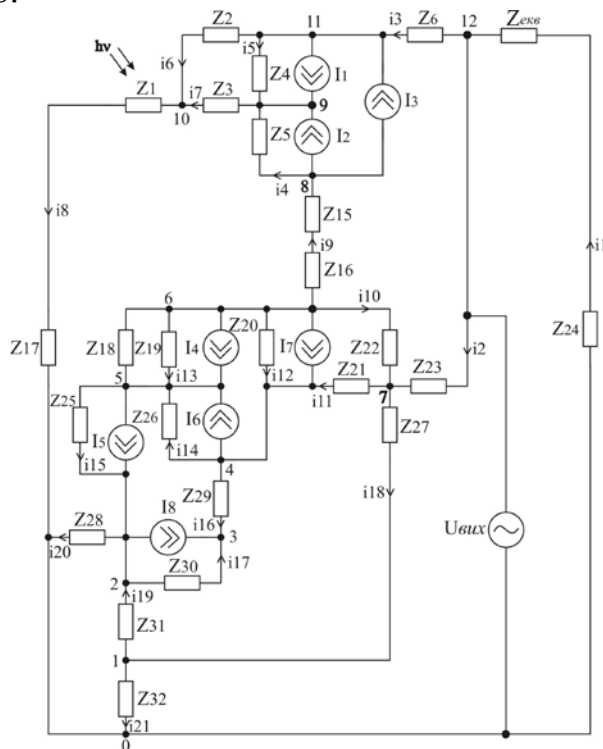 Z2 11 i3 Z6 12 Zекв
hν i6 i5 Z4 I1
Z1 i7 Z3 9 I3
10 Z5 I2
i4 8
i8 Z15
i9
Z16
6 i10
Z17 Z18 Z19 I4 Z20 I7 Z22 i2 Z24
i13 i12
5 Z21 Z23
Z25 Z26 i11 7
I5 I6 Z27
i15 i14
4
Z29 i18
Z28 I8 i16 3 Uвих
i20 i17
2 Z30
i19
Z31
1
Z32
i21
0